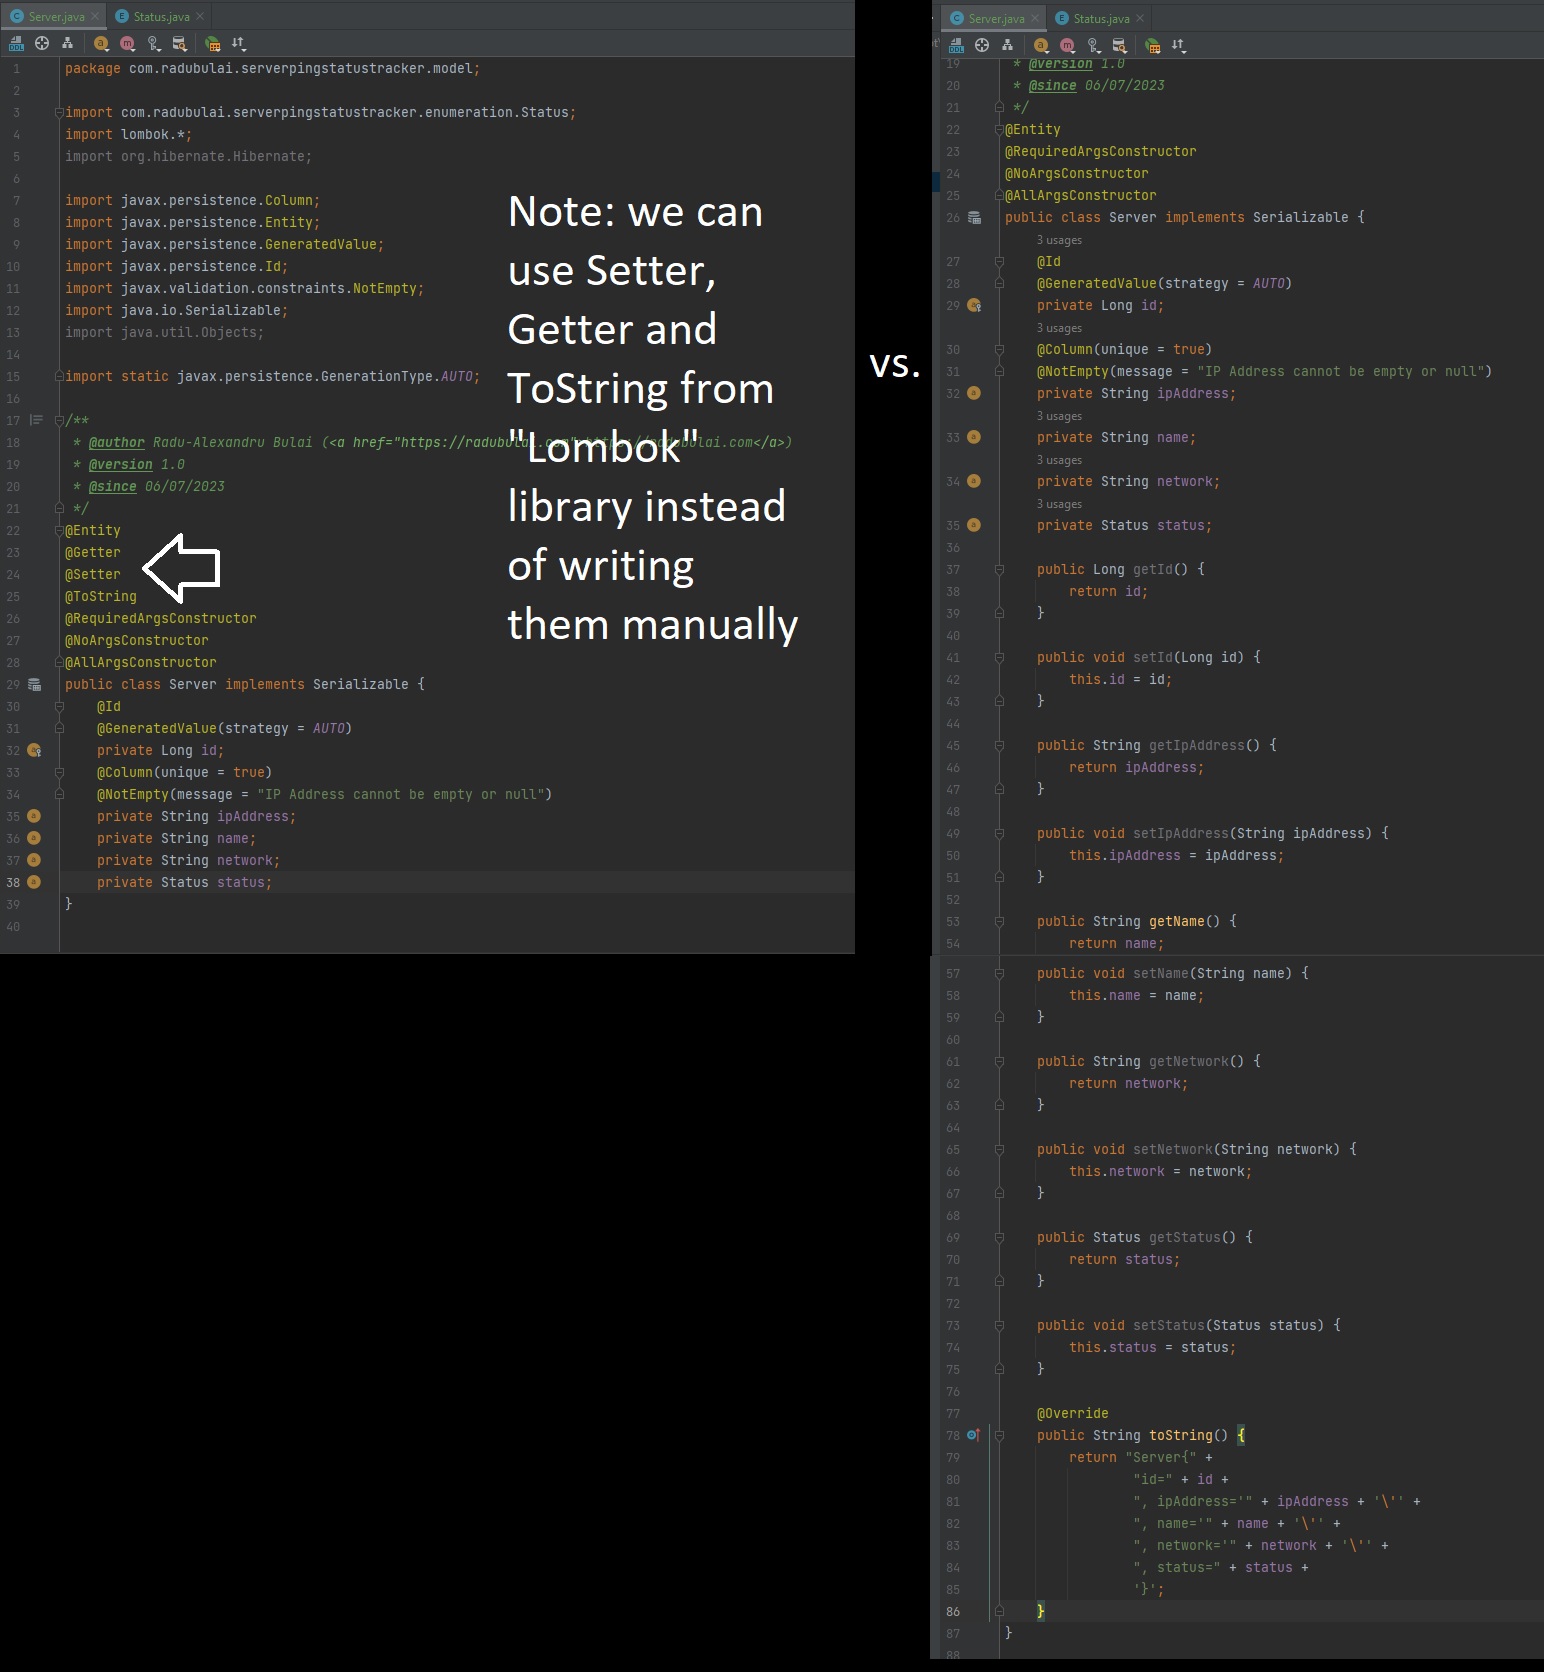 Server.java
Status.java
1 package com.radubulai.serverpingstatustracker.model;
2
3 import com.radubulai.serverpingstatustracker.enumeration.Status;
4 import lombok.*;
5 import org.hibernate.Hibernate;
6
7 import javax.persistence.Column;
8 import javax.persistence.Entity;
9 import javax.persistence.GeneratedValue;
10 import javax.persistence.Id;
11 import javax.validation.constraints.NotEmpty;
12 import java.io.Serializable;
13 import java.util.Objects;
14
15 import static javax.persistence.GenerationType.AUTO;
16
17 /**
18 * @author Radu-Alexandru Bulai (<a href="https://radubulai.com">https://radubulai.com</a>)
19 * @version 1.0
20 * @since 06/07/2023
21 */
22 @Entity
23 @Getter
24 @Setter
25 @ToString
26 @RequiredArgsConstructor
27 @NoArgsConstructor
28 @AllArgsConstructor
29 public class Server implements Serializable {
30 @Id
31 @GeneratedValue(strategy = AUTO)
32 private Long id;
33 @Column(unique = true)
34 @NotEmpty(message = "IP Address cannot be empty or null")
35 private String ipAddress;
36 private String name;
37 private String network;
38 private Status status;
39 }
40
Note: we can
use Setter,
Getter and
ToString from
"Lombok"
library instead
of writing
them manually
vs.
Server.java
Status.java
19 * @version 1.0
20 * @since 06/07/2023
21 */
22 @Entity
23 @RequiredArgsConstructor
24 @NoArgsConstructor
25 @AllArgsConstructor
26 public class Server implements Serializable {
3 usages
27 @Id
28 @GeneratedValue(strategy = AUTO)
29 private Long id;
3 usages
30 @Column(unique = true)
31 @NotEmpty(message = "IP Address cannot be empty or null")
32 private String ipAddress;
3 usages
33 private String name;
3 usages
34 private String network;
3 usages
35 private Status status;
36
37 public Long getId() {
38 return id;
39 }
40
41 public void setId(Long id) {
42 this.id = id;
43 }
44
45 public String getIpAddress() {
46 return ipAddress;
47 }
48
49 public void setIpAddress(String ipAddress) {
50 this.ipAddress = ipAddress;
51 }
52
53 public String getName() {
54 return name;
57 public void setName(String name) {
58 this.name = name;
59 }
60
61 public String getNetwork() {
62 return network;
63 }
64
65 public void setNetwork(String network) {
66 this.network = network;
67 }
68
69 public Status getStatus() {
70 return status;
71 }
72
73 public void setStatus(Status status) {
74 this.status = status;
75 }
76
77 @Override
78 public String toString() {
79 return "Server{" +
80 "id=" + id +
81 ", ipAddress='" + ipAddress + '\'' +
82 ", name='" + name + '\'' +
83 ", network='" + network + '\'' +
84 ", status=" + status +
85 '}';
86 }
87 }
88